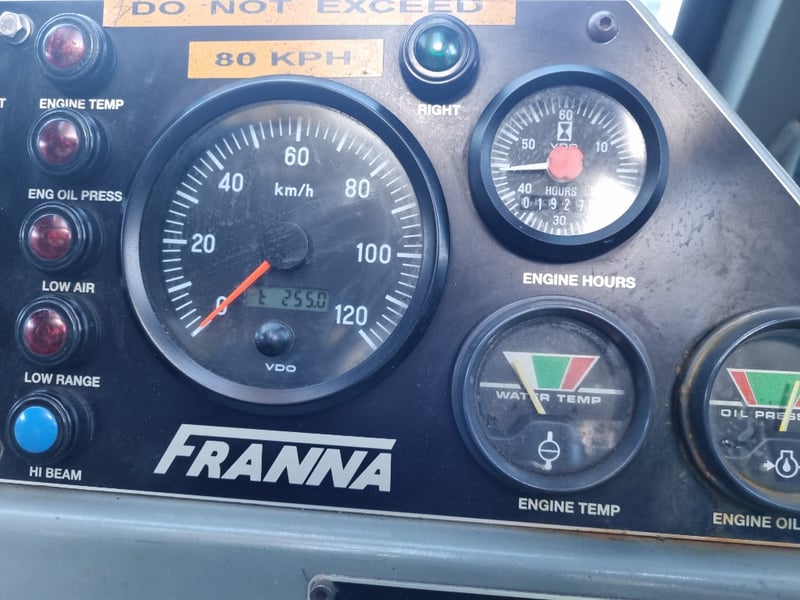 DO NOT EXCEED
80 KPH
ENGINE TEMP
RIGHT
ENG OIL PRESS
LOW AIR
LOW RANGE
HI BEAM
0
20
40
60
80
100
120
km/h
t 255.0
VDO
FRANNA
60
10
30
40
50
VDO
HOURS
0192
ENGINE HOURS
WATER TEMP
ENGINE TEMP
OIL PRESS
ENGINE OIL